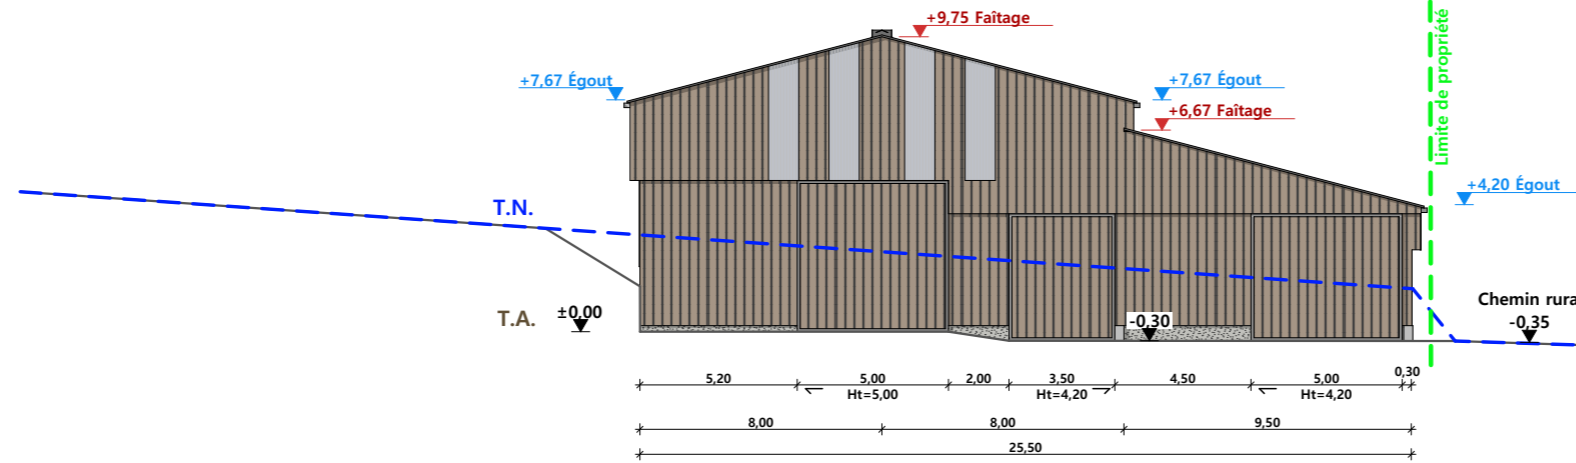 +9,75 Faîtage
+7,67 Égout
+7,67 Égout
+6,67 Faîtage
Limite de propriété
+4,20 Égout
T.N.
T.A.
±0,00
-0,30
Chemin rura
-0,35
5,20 5,00 2,00 3,50 4,50 5,00 0,30
Ht=5,00 Ht=4,20 Ht=4,20
8,00 8,00 9,50
25,50